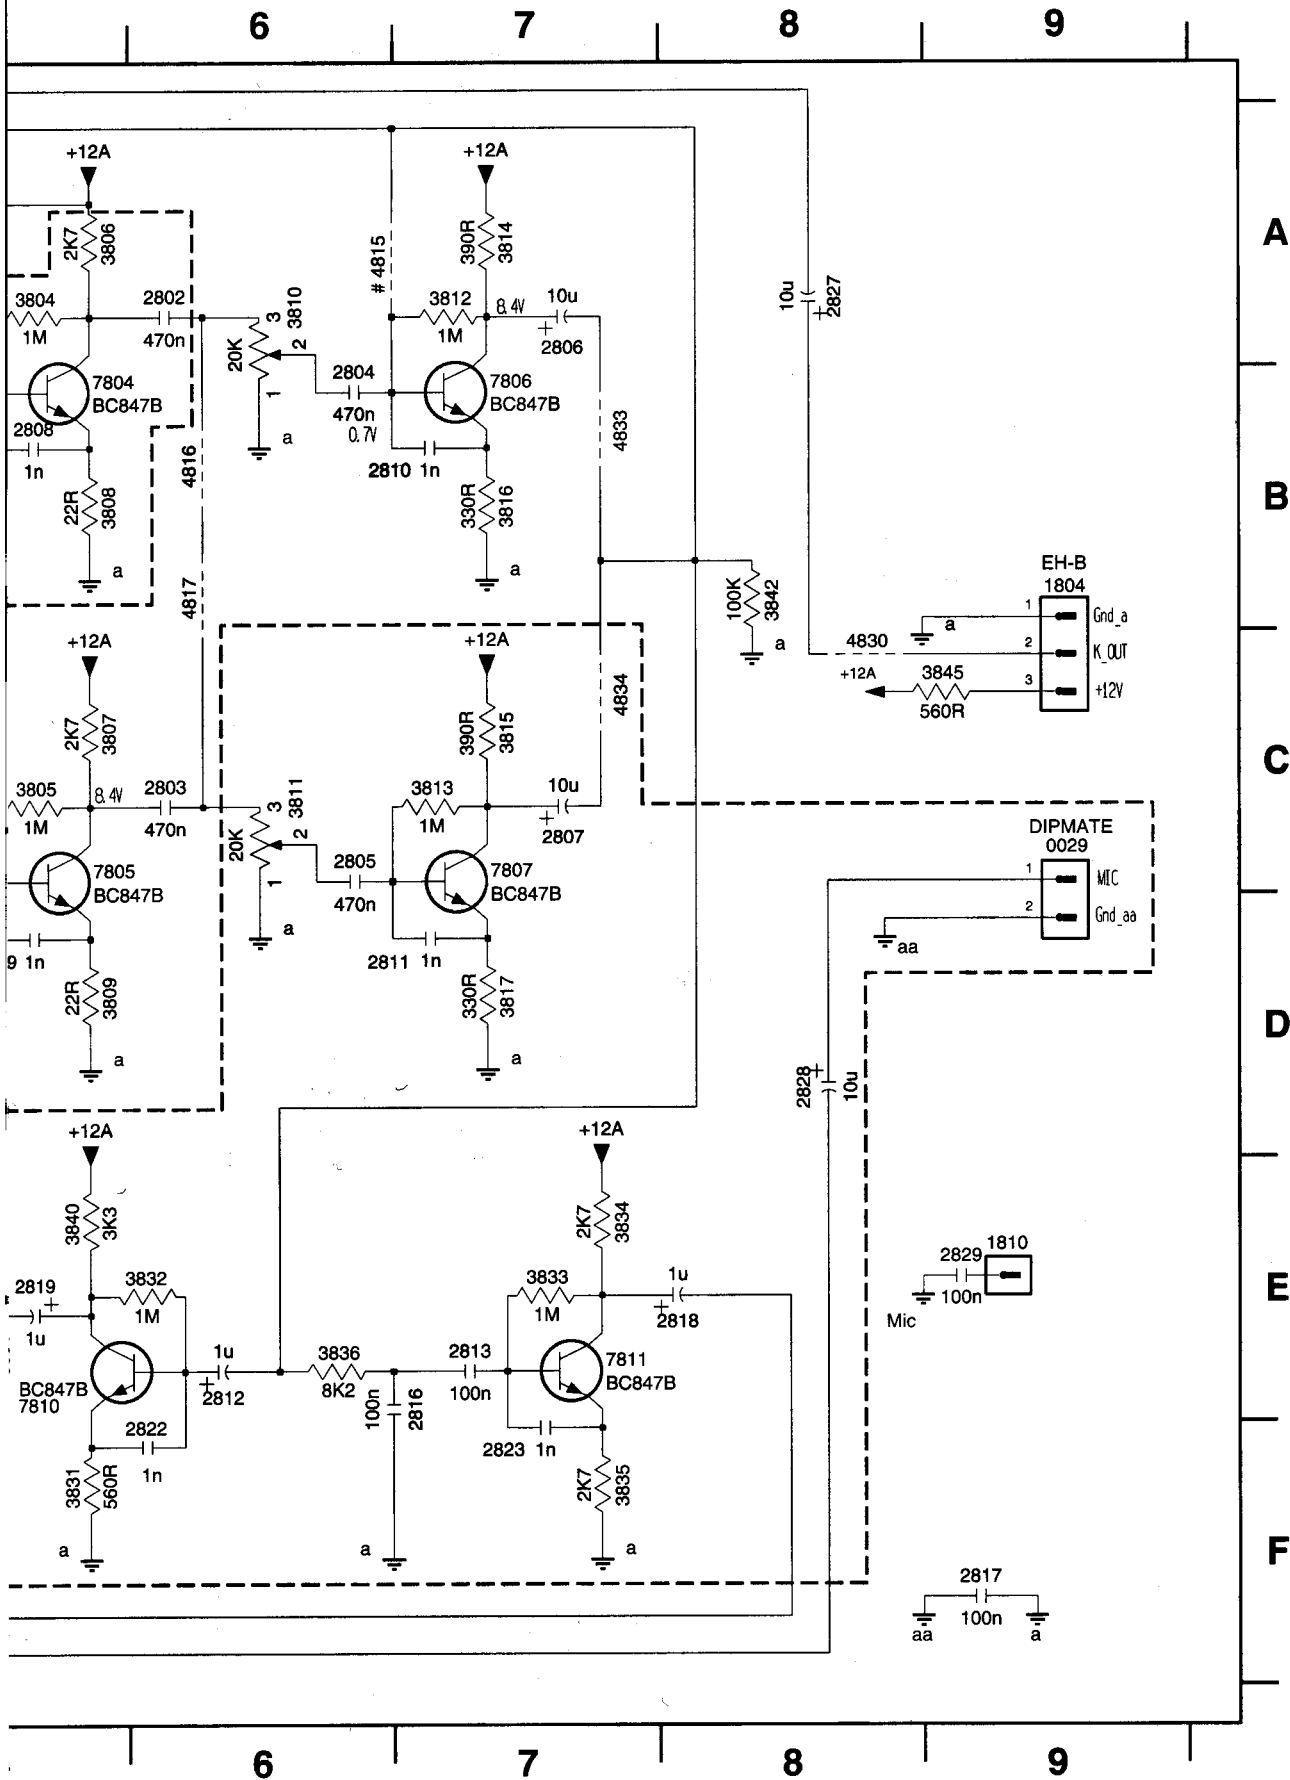 6 7 8 9
+12A +12A
A
2K7 3806
390R 3814
# 4815
3804
1M
2802
470n
3810
3
20K 2
1
a
3812
1M
8.4V
10u
+
2806
10u + 2827
7804
BC847B
2808
1n
2804
470n
0.7V
7806
BC847B
4833
4816
2810 1n
B
22R 3808
330R 3816
a
a
4817
100K 3842
a
EH-B
1804
1 Gnd_a
a
4830
2 K_OUT
+12A
3845
560R
3 +12V
+12A +12A
4834
2K7 3807
390R 3815
C
3805
1M
8.4V
2803
470n
3811
3
20K 2
1
a
3813
1M
10u
+
2807
DIPMATE
0029
1 MIC
2 Gnd_aa
aa
7805
BC847B
2805
470n
7807
BC847B
9 1n
2811 1n
22R 3809
330R 3817
D
a
a
2828 + 10u
+12A +12A
3840 3K3
2K7 3834
2819
+
1u
3832
1M
3833
1M
1u
+
2818
2829
100n
1810
Mic
E
BC847B
7810
1u
+
2812
3836
8K2
100n 2816
2813
100n
7811
BC847B
2822
1n
2823 1n
3831 560R
2K7 3835
a
a
a
F
2817
100n
aa
a
6 7 8 9